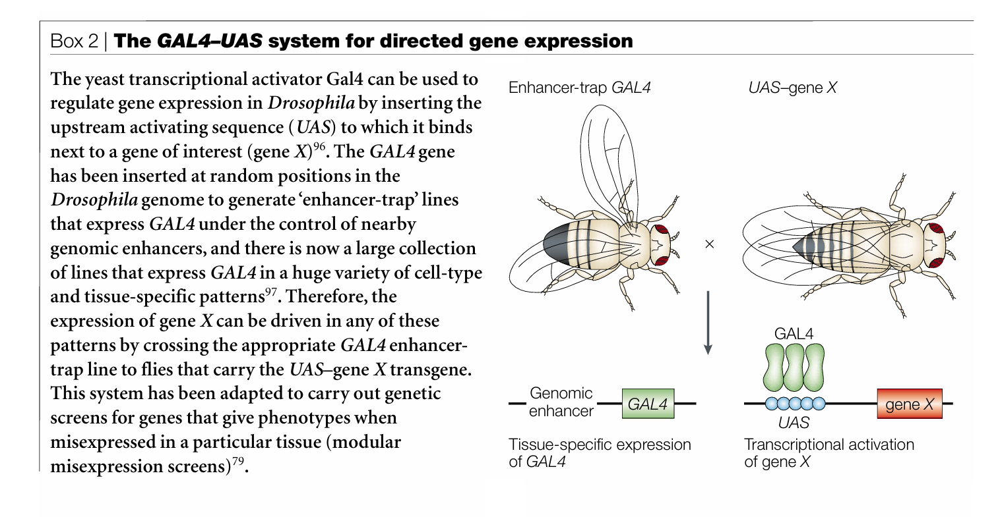 Box 2 | The GAL4–UAS system for directed gene expression
The yeast transcriptional activator Gal4 can be used to
regulate gene expression in Drosophila by inserting the
upstream activating sequence (UAS) to which it binds
next to a gene of interest (gene X)96. The GAL4 gene
has been inserted at random positions in the
Drosophila genome to generate ‘enhancer-trap’ lines
that express GAL4 under the control of nearby
genomic enhancers, and there is now a large collection
of lines that express GAL4 in a huge variety of cell-type
and tissue-specific patterns97. Therefore, the
expression of gene X can be driven in any of these
patterns by crossing the appropriate GAL4 enhancer-
trap line to flies that carry the UAS–gene X transgene.
This system has been adapted to carry out genetic
screens for genes that give phenotypes when
misexpressed in a particular tissue (modular
misexpression screens)79.
Enhancer-trap GAL4
UAS–gene X
×
GAL4
Genomic
enhancer
GAL4
UAS
gene X
Tissue-specific expression
of GAL4
Transcriptional activation
of gene X